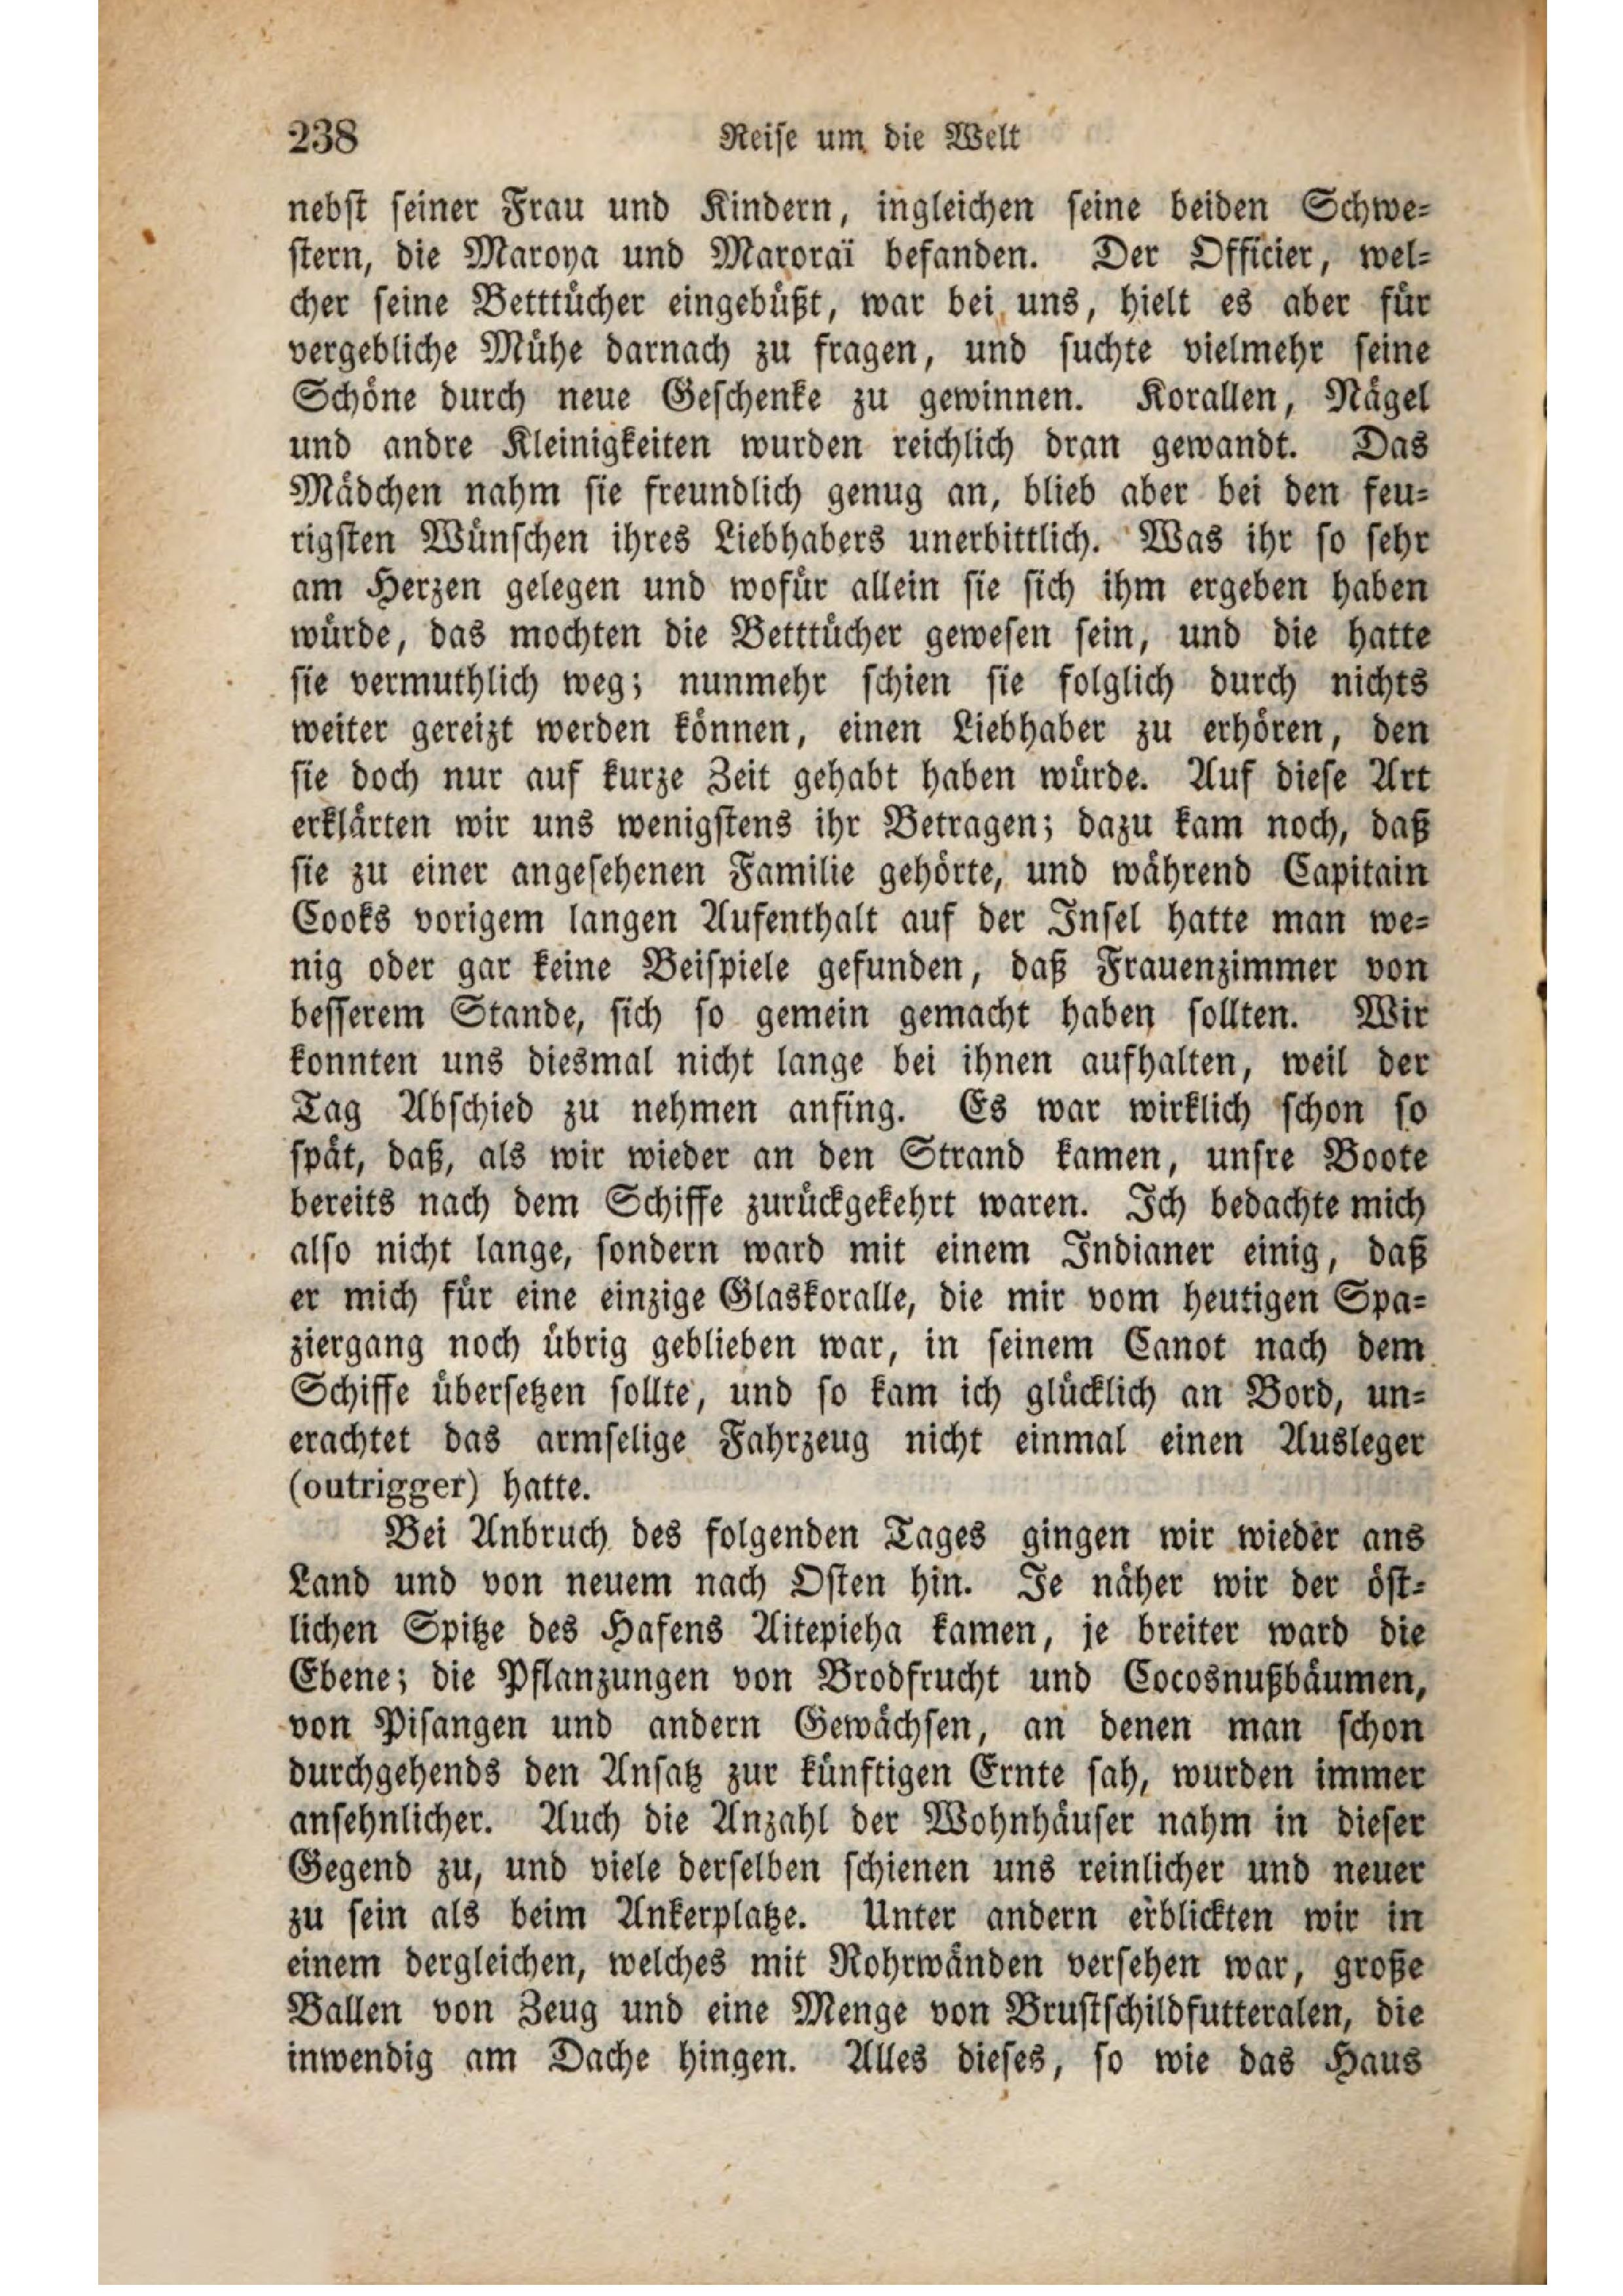 238 Reise um die Welt
nebst seiner Frau und Kindern, ingleichen seine beiden Schwe-
stern, die Maroya und Maroraï befanden. Der Officier, wel-
cher seine Betttücher eingebüßt, war bei uns, hielt es aber für
vergebliche Mühe darnach zu fragen, und suchte vielmehr seine
Schöne durch neue Geschenke zu gewinnen. Korallen, Nägel
und andre Kleinigkeiten wurden reichlich dran gewandt. Das
Mädchen nahm sie freundlich genug an, blieb aber bei den feu-
rigsten Wünschen ihres Liebhabers unerbittlich. Was ihr so sehr
am Herzen gelegen und wofür allein sie sich ihm ergeben haben
würde, das mochten die Betttücher gewesen sein, und die hatte
sie vermuthlich weg; nunmehr schien sie folglich durch nichts
weiter gereizt werden können, einen Liebhaber zu erhören, den
sie doch nur auf kurze Zeit gehabt haben würde. Auf diese Art
erklärten wir uns wenigstens ihr Betragen; dazu kam noch, daß
sie zu einer angesehenen Familie gehörte, und während Capitain
Cooks vorigem langen Aufenthalt auf der Insel hatte man we-
nig oder gar keine Beispiele gefunden, daß Frauenzimmer von
besserem Stande, sich so gemein gemacht haben sollten. Wir
konnten uns diesmal nicht lange bei ihnen aufhalten, weil der
Tag Abschied zu nehmen anfing. Es war wirklich schon so
spät, daß, als wir wieder an den Strand kamen, unsre Boote
bereits nach dem Schiffe zurückgekehrt waren. Ich bedachte mich
also nicht lange, sondern ward mit einem Indianer einig, daß
er mich für eine einzige Glaskoralle, die mir vom heutigen Spa-
ziergang noch übrig geblieben war, in seinem Canot nach dem
Schiffe übersetzen sollte, und so kam ich glücklich an Bord, un-
erachtet das armselige Fahrzeug nicht einmal einen Ausleger
(outrigger) hatte.
Bei Anbruch des folgenden Tages gingen wir wieder ans
Land und von neuem nach Osten hin. Je näher wir der öst-
lichen Spitze des Hafens Aitepieha kamen, je breiter ward die
Ebene; die Pflanzungen von Brodfrucht und Cocosnußbäumen,
von Pisangen und andern Gewächsen, an denen man schon
durchgehends den Ansatz zur künftigen Ernte sah, wurden immer
ansehnlicher. Auch die Anzahl der Wohnhäuser nahm in dieser
Gegend zu, und viele derselben schienen uns reinlicher und neuer
zu sein als beim Ankerplatze. Unter andern erblickten wir in
einem dergleichen, welches mit Rohrwänden versehen war, große
Ballen von Zeug und eine Menge von Brustschildfutteralen, die
inwendig am Dache hingen. Alles dieses, so wie das Haus